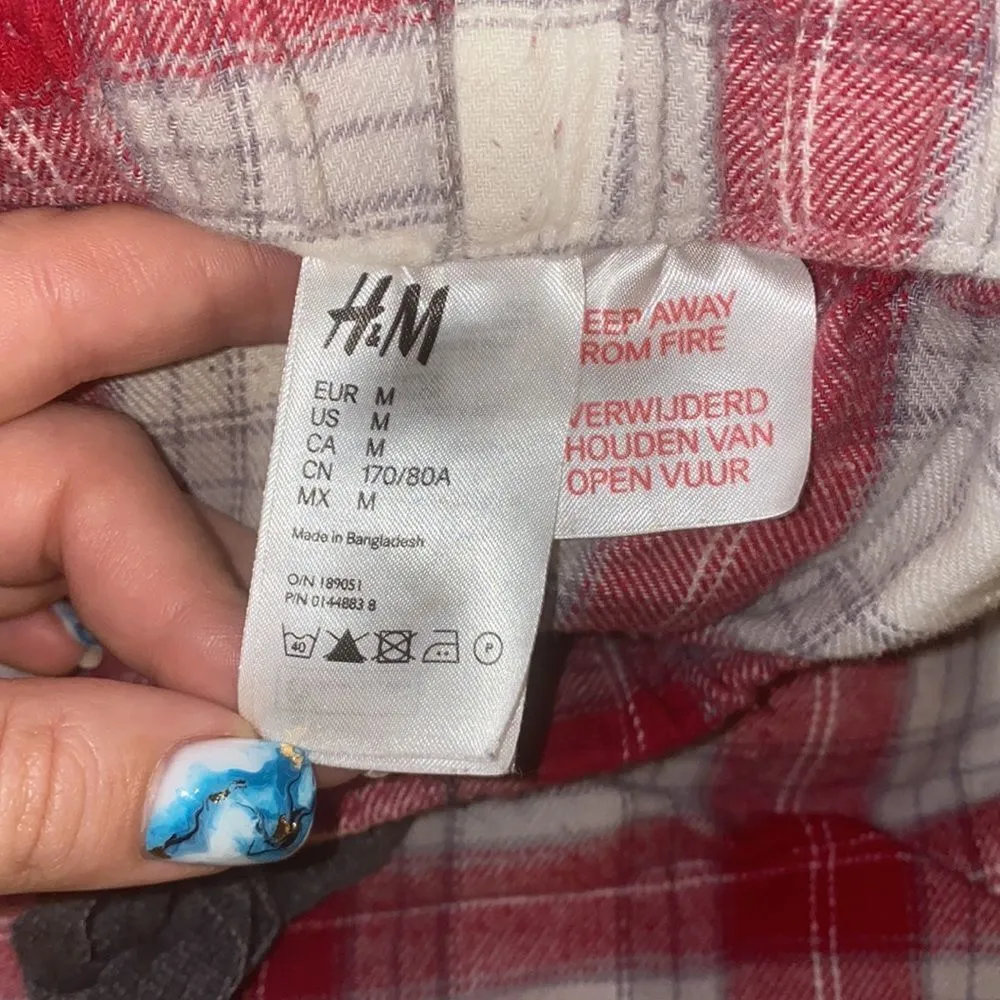 H&M
EUR M
US M
CA M
CN 170/80A
MX M
Made in Bangladesh
O/N 189051
P/N 0144883 8
40
P
EEP AWAY
ROM FIRE
VERWIJDERD
HOUDEN VAN
OPEN VUUR